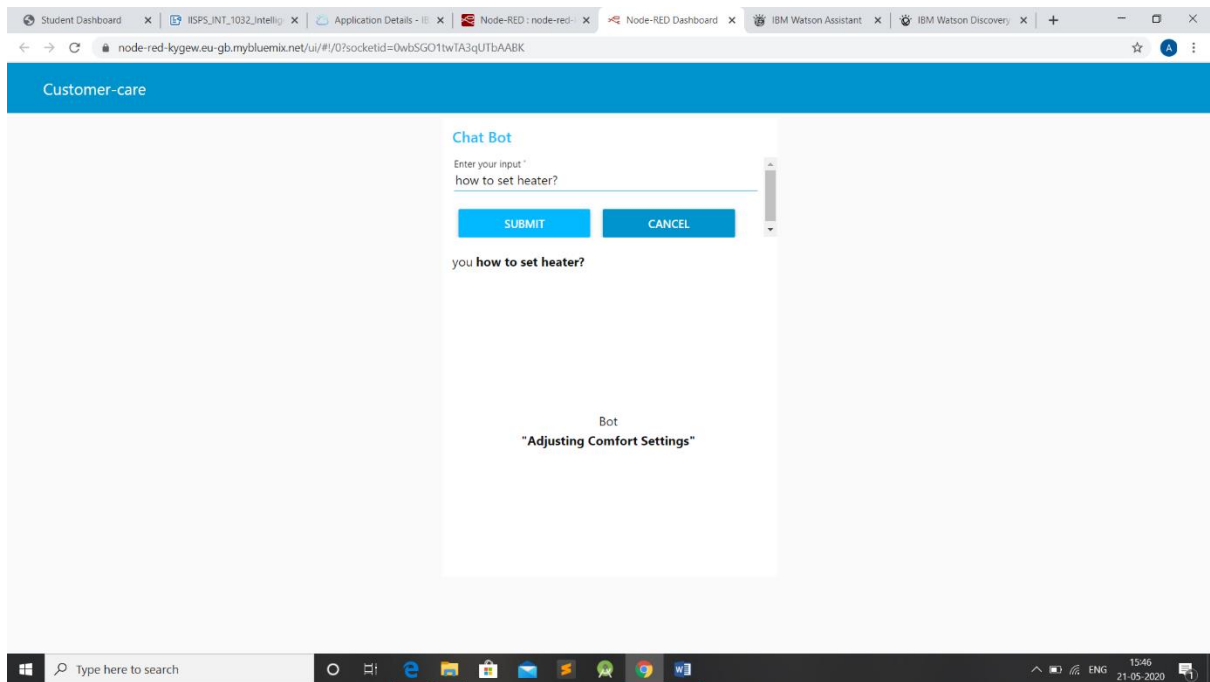 Student Dashboard
IISPS_INT_1032_Intellig
Application Details - IE
Node-RED : node-red-
Node-RED Dashboard
IBM Watson Assistant
IBM Watson Discovery
node-red-kygew.eu-gb.mybluemix.net/ui/#!/0?socketid=0wbSGO1twTA3qUTbAABK
A
Customer-care
Chat Bot
Enter your input *
how to set heater?
SUBMIT CANCEL
you how to set heater?
Bot
"Adjusting Comfort Settings"
Type here to search
ENG
15:46
21-05-2020
1